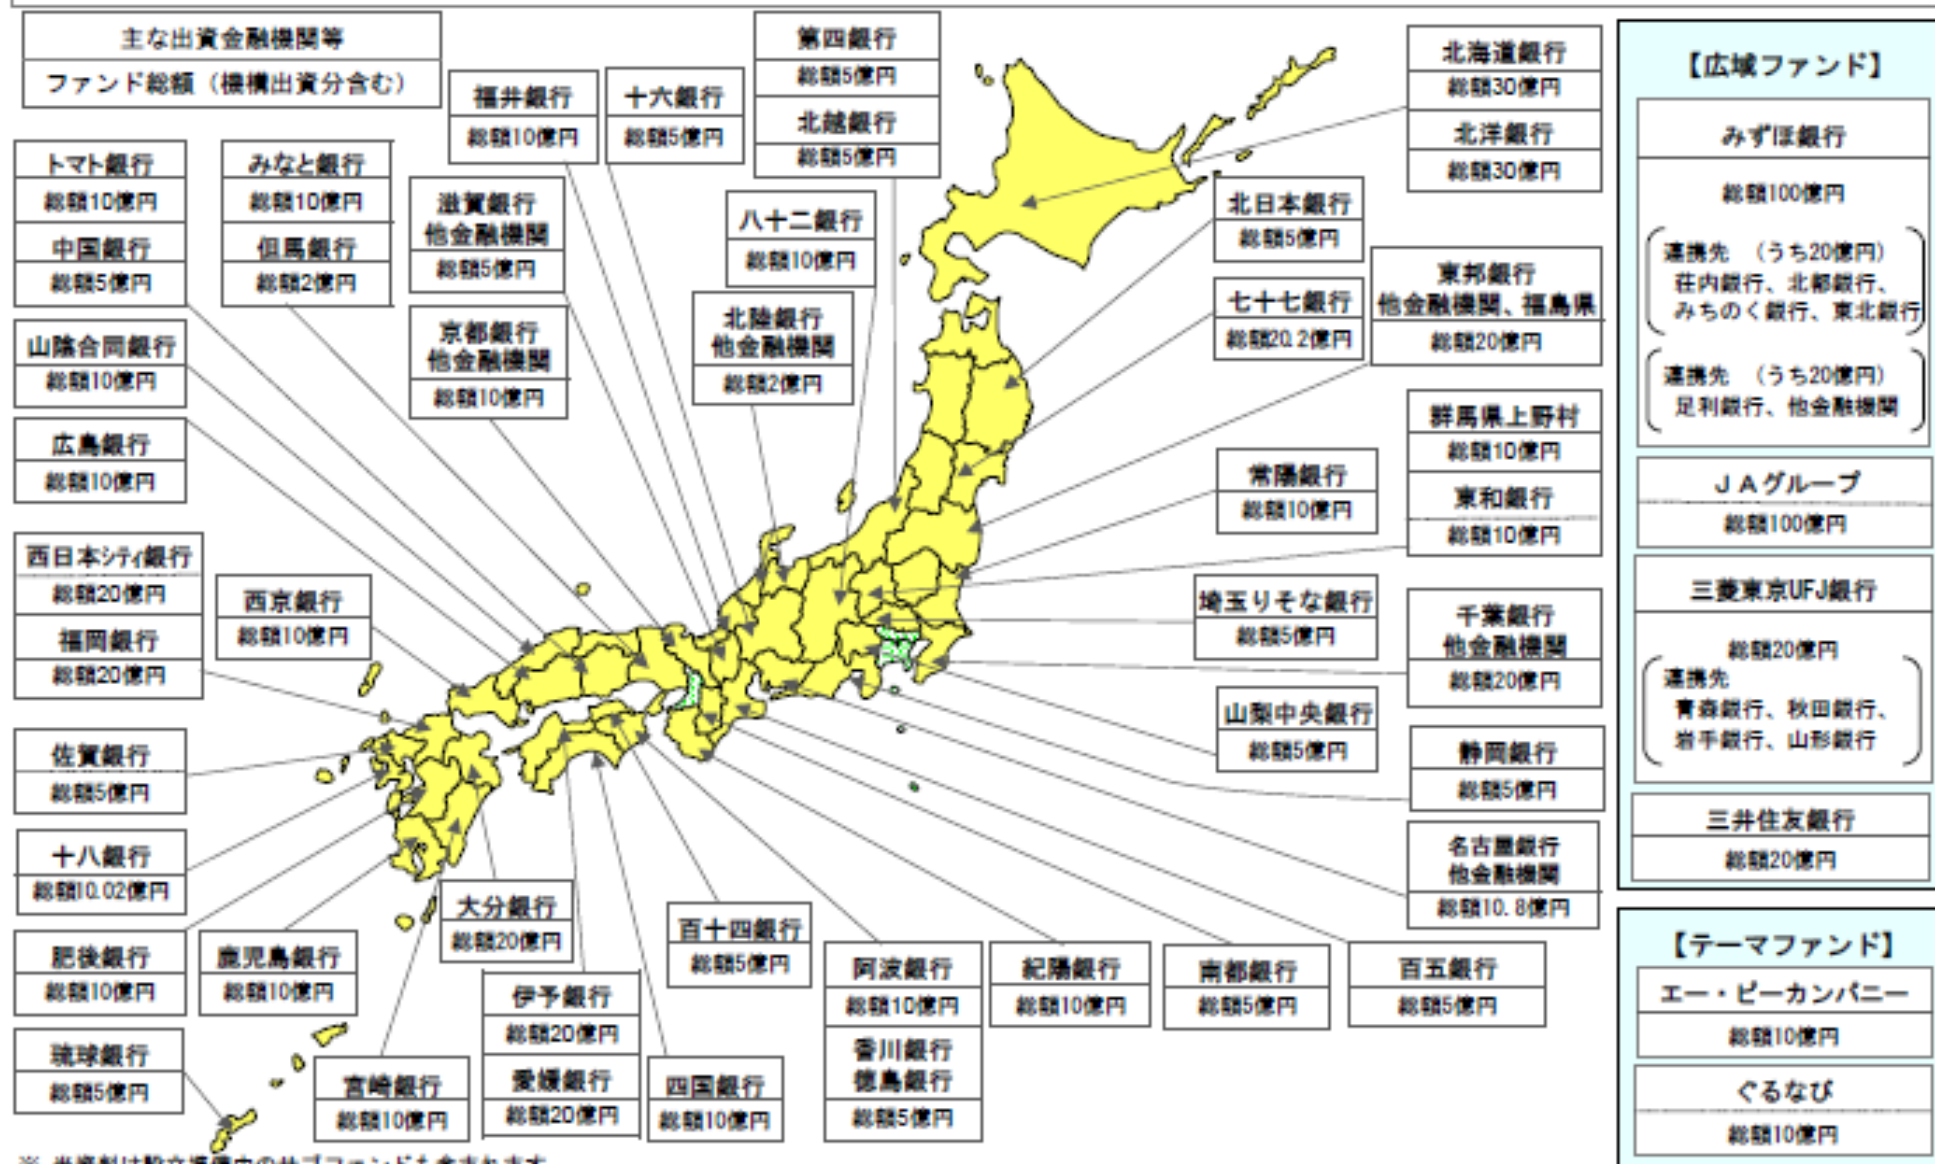 主な出資金融機関等
ファンド総額（機構出資分含む）
福井銀行
総額10億円
十六銀行
総額5億円
第四銀行
総額5億円
北越銀行
総額5億円
北海道銀行
総額30億円
北洋銀行
総額30億円
トマト銀行
総額10億円
中国銀行
総額5億円
みなと銀行
総額10億円
但馬銀行
総額2億円
滋賀銀行
他金融機関
総額5億円
八十二銀行
総額10億円
北日本銀行
総額5億円
東邦銀行
他金融機関、福島県
総額20億円
七十七銀行
総額20.2億円
山陰合同銀行
総額10億円
京都銀行
他金融機関
総額10億円
北陸銀行
他金融機関
総額2億円
広島銀行
総額10億円
常陽銀行
総額10億円
群馬県上野村
総額10億円
東和銀行
総額10億円
西日本シティ銀行
総額20億円
福岡銀行
総額20億円
西京銀行
総額10億円
埼玉りそな銀行
総額5億円
千葉銀行
他金融機関
総額20億円
山梨中央銀行
総額5億円
静岡銀行
総額5億円
名古屋銀行
他金融機関
総額10.8億円
佐賀銀行
総額5億円
十八銀行
総額10.02億円
肥後銀行
総額10億円
鹿児島銀行
総額10億円
大分銀行
総額20億円
百十四銀行
総額5億円
阿波銀行
総額10億円
香川銀行
徳島銀行
総額5億円
紀陽銀行
総額10億円
南都銀行
総額5億円
百五銀行
総額5億円
琉球銀行
総額5億円
宮崎銀行
総額10億円
伊予銀行
総額20億円
愛媛銀行
総額20億円
四国銀行
総額10億円
【広域ファンド】
みずほ銀行
総額100億円
連携先　（うち20億円）
荘内銀行、北都銀行、
みちのく銀行、東北銀行
連携先　（うち20億円）
足利銀行、他金融機関
ＪＡグループ
総額100億円
三菱東京UFJ銀行
総額20億円
連携先
青森銀行、秋田銀行、
岩手銀行、山形銀行
三井住友銀行
総額20億円
【テーマファンド】
エー・ピーカンパニー
総額10億円
ぐるなび
総額10億円